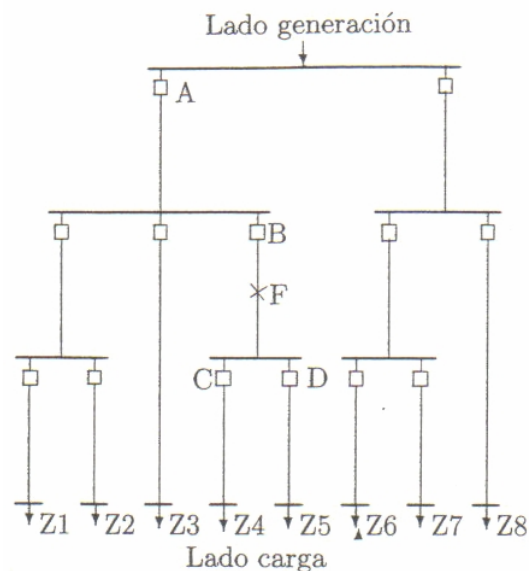 Lado generación
A
B
F
C D
Z1 Z2 Z3 Z4 Z5 Z6 Z7 Z8
Lado carga